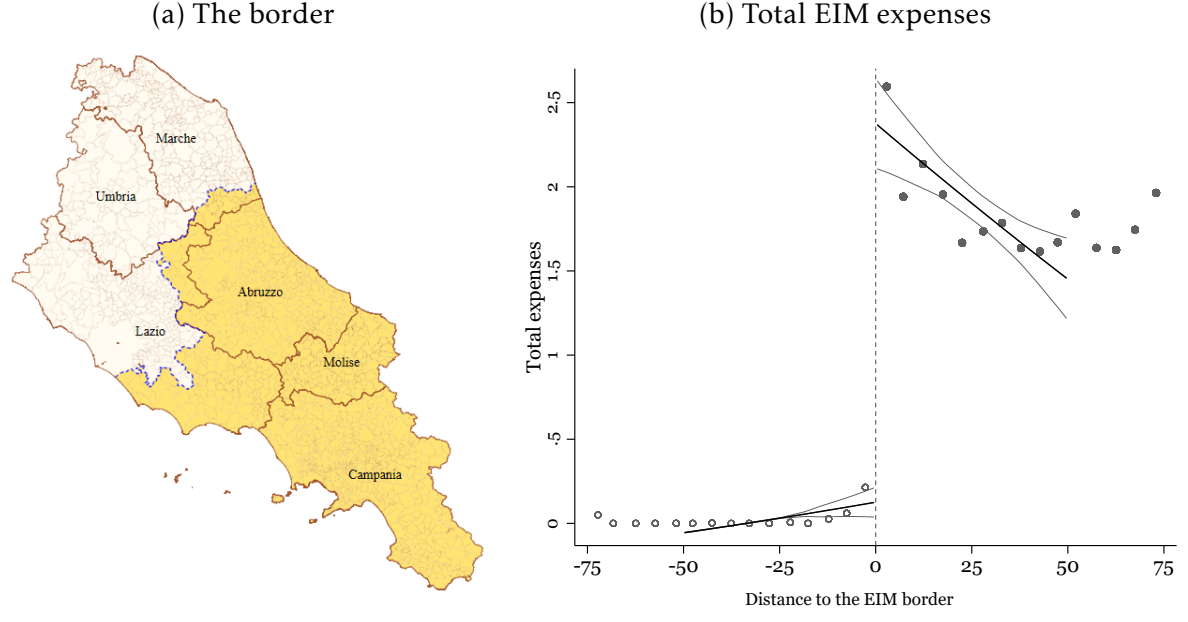 (a) The border
Marche
Umbria
Abruzzo
Lazio
Molise
Campania
(b) Total EIM expenses
Total expenses
2.5
2
1.5
1
.5
0
-75 -50 -25 0 25 50 75
Distance to the EIM border